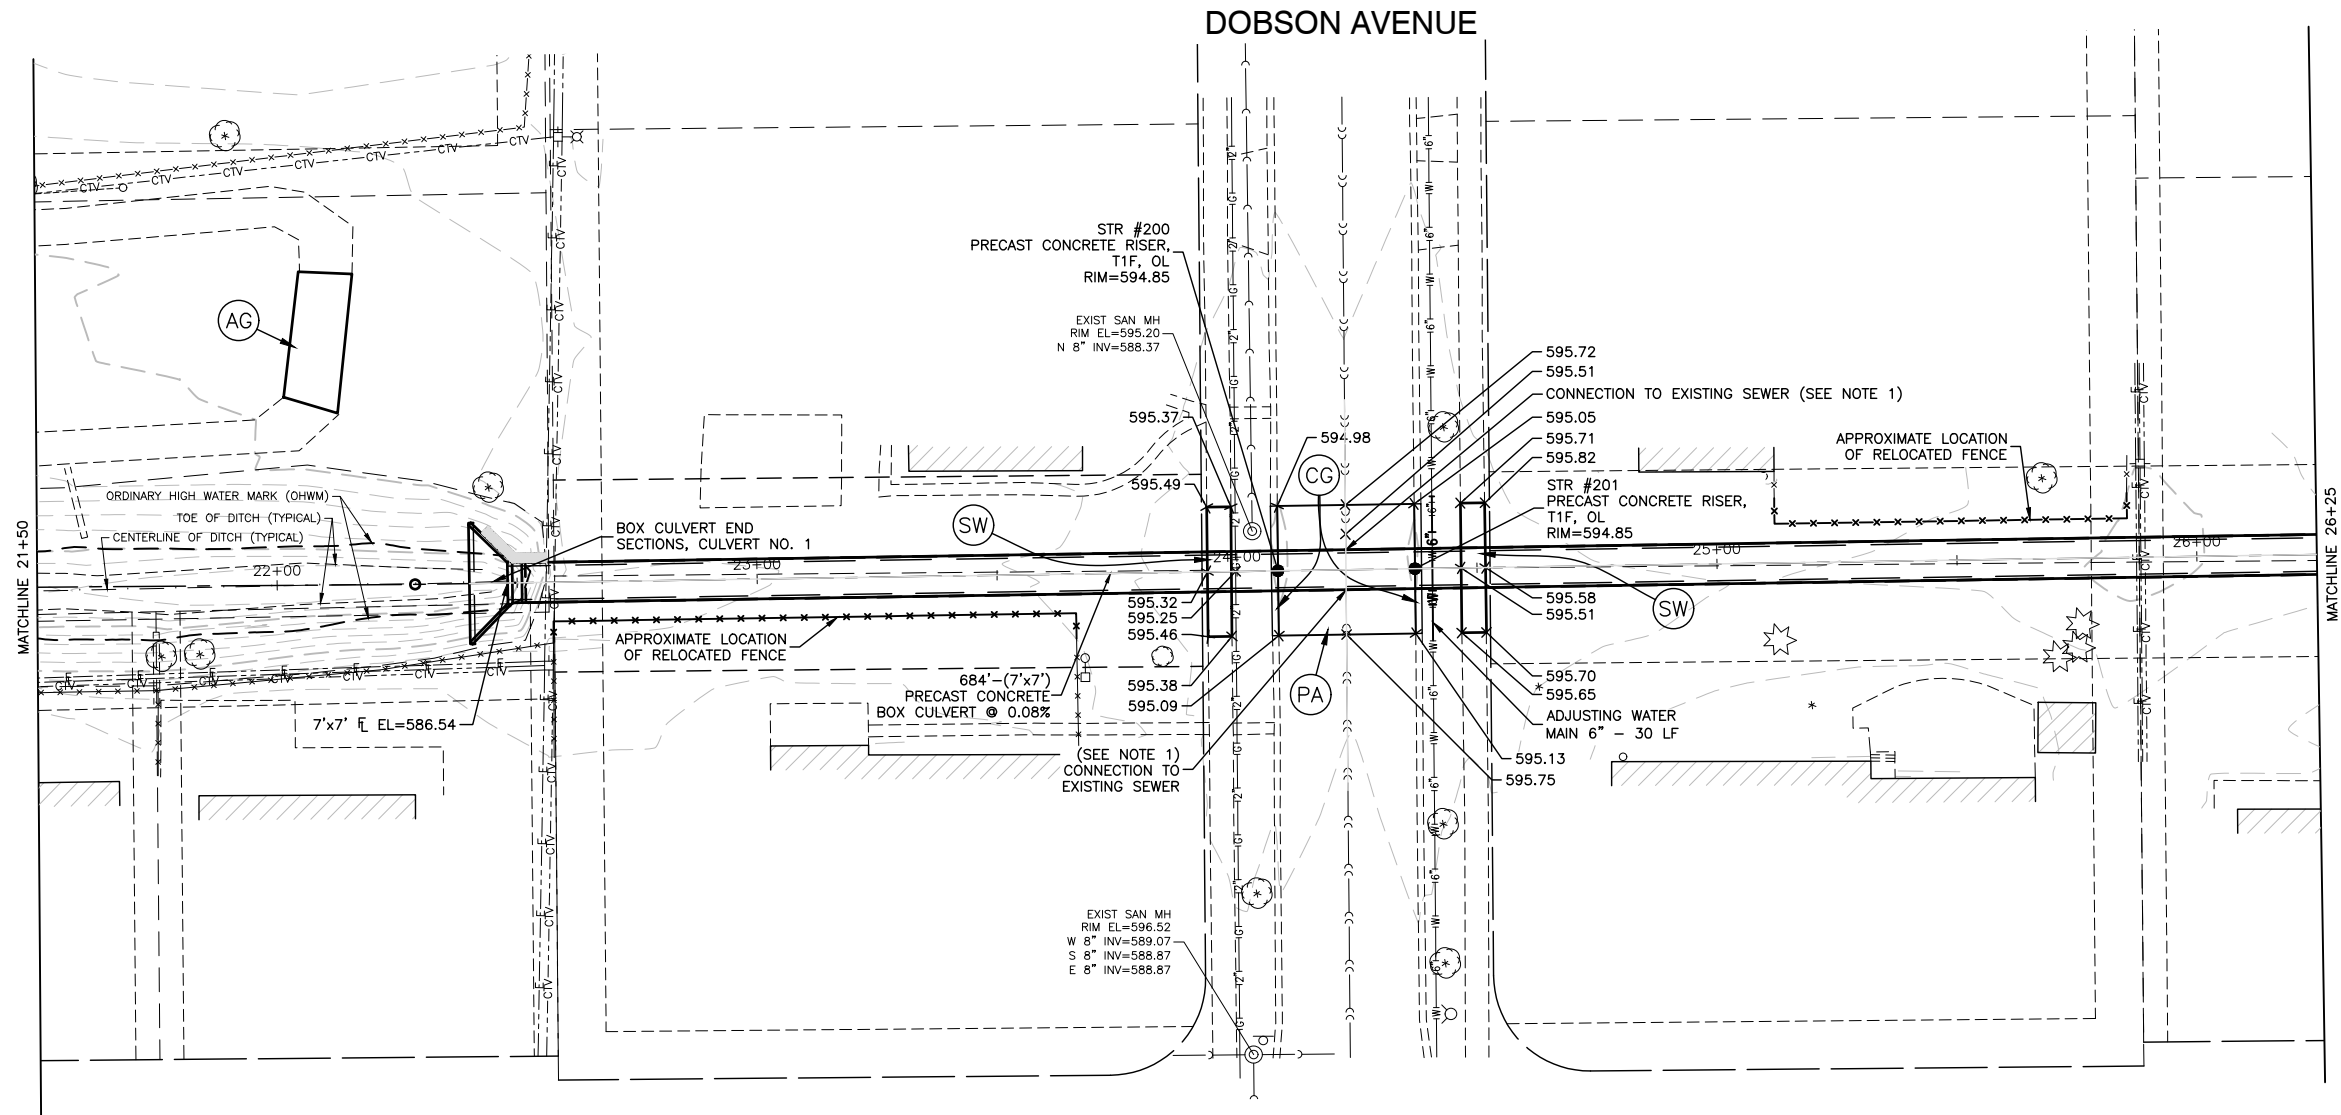 DOBSON AVENUE
MATCHLINE 21+50
MATCHLINE 26+25
CTV
AG
STR #200
PRECAST CONCRETE RISER,
T1F, OL
RIM=594.85
EXIST SAN MH
RIM EL=595.20
N 8" INV=588.37
595.37
595.49
594.98
CG
SW
595.72
595.51
CONNECTION TO EXISTING SEWER (SEE NOTE 1)
595.05
595.71
595.82
STR #201
PRECAST CONCRETE RISER,
T1F, OL
RIM=594.85
APPROXIMATE LOCATION
OF RELOCATED FENCE
ORDINARY HIGH WATER MARK (OHWM)
TOE OF DITCH (TYPICAL)
CENTERLINE OF DITCH (TYPICAL)
BOX CULVERT END
SECTIONS, CULVERT NO. 1
22+00
23+00
24+00
25+00
26+00
595.32
595.25
595.46
595.58
595.51
SW
APPROXIMATE LOCATION
OF RELOCATED FENCE
684'-(7'x7')
PRECAST CONCRETE
BOX CULVERT @ 0.08%
595.38
595.09
PA
595.70
595.65
ADJUSTING WATER
MAIN 6" - 30 LF
7'x7' FL EL=586.54
(SEE NOTE 1)
CONNECTION TO
EXISTING SEWER
595.13
595.75
EXIST SAN MH
RIM EL=596.52
W 8" INV=589.07
S 8" INV=588.87
E 8" INV=588.87